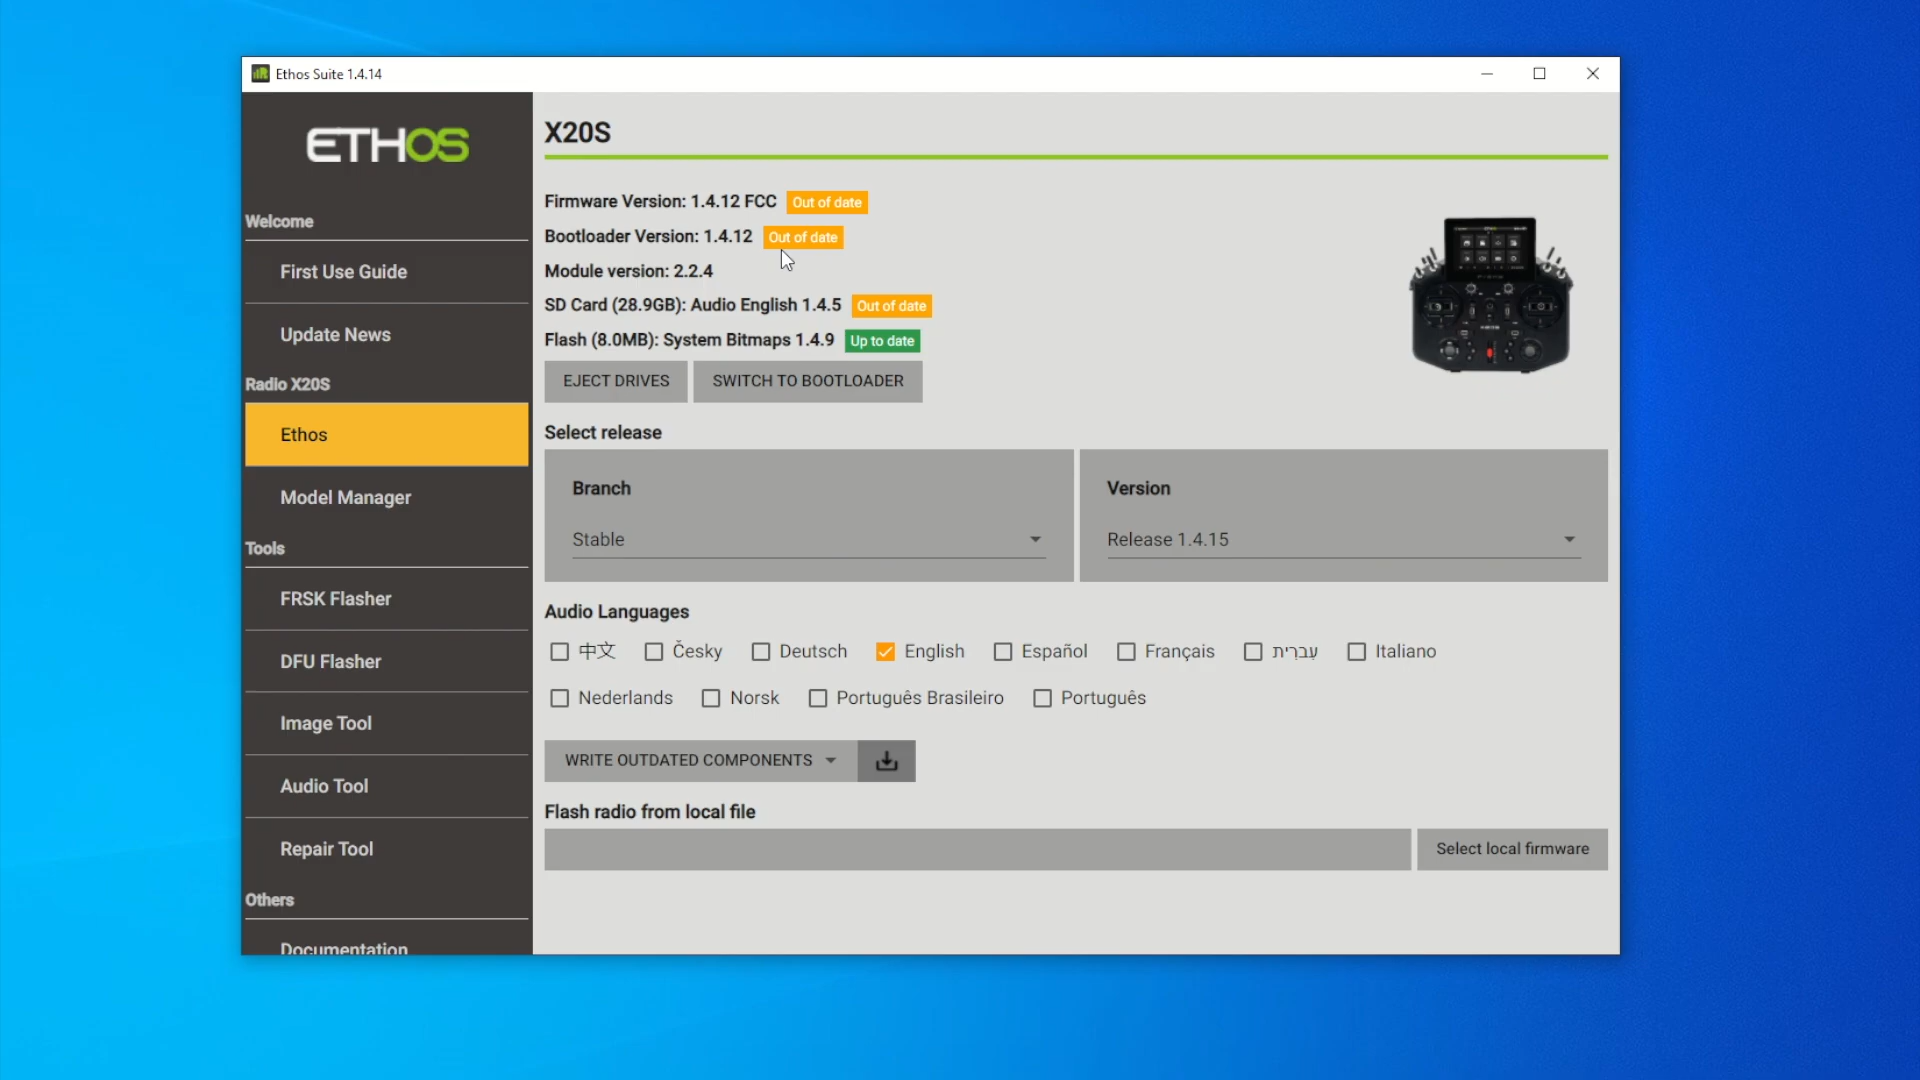 Ethos Suite 1.4.14
ETHOS
Welcome
First Use Guide
Update News
Radio X20S
Ethos
Model Manager
Tools
FRSK Flasher
DFU Flasher
Image Tool
Audio Tool
Repair Tool
Others
Documentation
X20S
Firmware Version: 1.4.12 FCC Out of date
Bootloader Version: 1.4.12 Out of date
Module version: 2.2.4
SD Card (28.9GB): Audio English 1.4.5 Out of date
Flash (8.0MB): System Bitmaps 1.4.9 Up to date
EJECT DRIVES SWITCH TO BOOTLOADER
Select release
Branch
Stable
Version
Release 1.4.15
Audio Languages
中文 Česky Deutsch English Español Français עִברִית Italiano
Nederlands Norsk Português Brasileiro Português
WRITE OUTDATED COMPONENTS
Flash radio from local file
Select local firmware